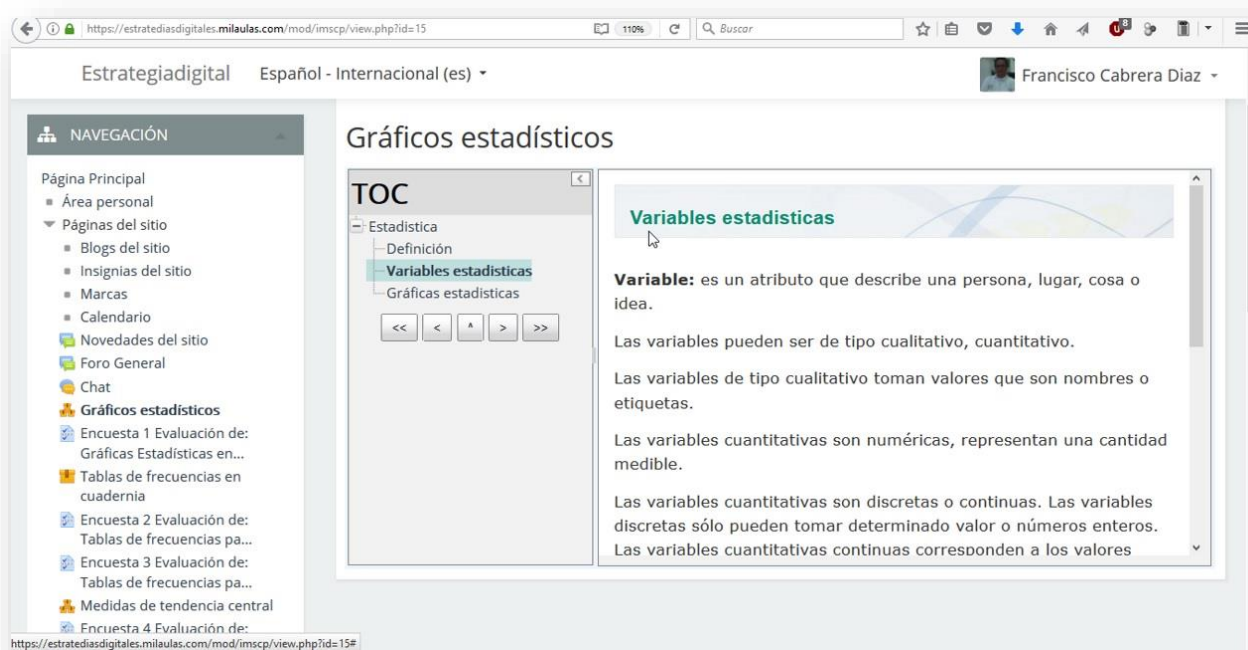 https://estratediasdigitales.milaulas.com/mod/imscp/view.php?id=15
110%
Buscar
8
Estrategiadigital
Español - Internacional (es)
Francisco Cabrera Diaz
NAVEGACIÓN
Página Principal
Área personal
Páginas del sitio
Blogs del sitio
Insignias del sitio
Marcas
Calendario
Novedades del sitio
Foro General
Chat
Gráficos estadísticos
Encuesta 1 Evaluación de:
Gráficas Estadísticas en...
Tablas de frecuencias en
cuadernia
Encuesta 2 Evaluación de:
Tablas de frecuencias pa...
Encuesta 3 Evaluación de:
Tablas de frecuencias pa...
Medidas de tendencia central
Encuesta 4 Evaluación de:
Gráficos estadísticos
TOC
<
Estadistica
Definición
Variables estadisticas
Gráficas estadisticas
<< < ^ > >>
Variables estadisticas
Variable: es un atributo que describe una persona, lugar, cosa o
idea.
Las variables pueden ser de tipo cualitativo, cuantitativo.
Las variables de tipo cualitativo toman valores que son nombres o
etiquetas.
Las variables cuantitativas son numéricas, representan una cantidad
medible.
Las variables cuantitativas son discretas o continuas. Las variables
discretas sólo pueden tomar determinado valor o números enteros.
Las variables cuantitativas continuas corresponden a los valores
https://estratediasdigitales.milaulas.com/mod/imscp/view.php?id=15#